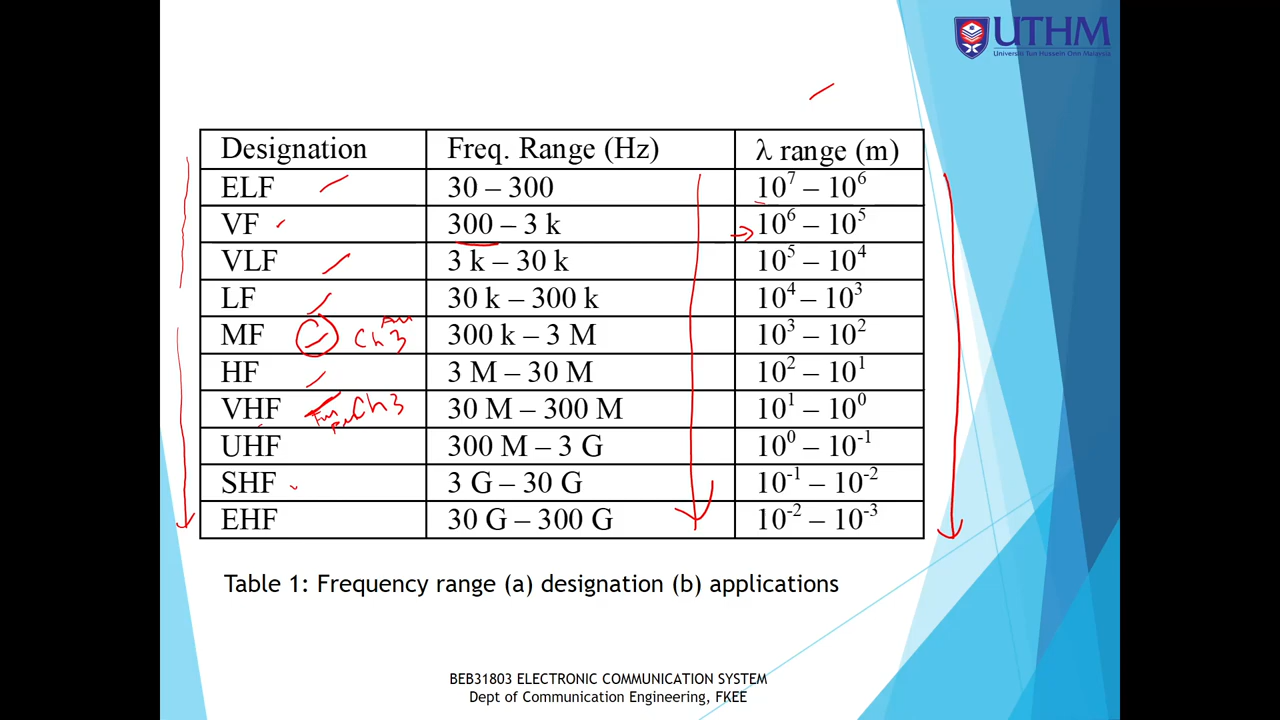 UTHM
Universiti Tun Hussein Onn Malaysia
Designation Freq. Range (Hz) λ range (m)
ELF 30 – 300 10⁷ – 10⁶
VF 300 – 3 k 10⁶ – 10⁵
VLF 3 k – 30 k 10⁵ – 10⁴
LF 30 k – 300 k 10⁴ – 10³
MF Ch 3 300 k – 3 M 10³ – 10²
HF 3 M – 30 M 10² – 10¹
VHF Ch 3 30 M – 300 M 10¹ – 10⁰
UHF 300 M – 3 G 10⁰ – 10⁻¹
SHF 3 G – 30 G 10⁻¹ – 10⁻²
EHF 30 G – 300 G 10⁻² – 10⁻³
Table 1: Frequency range (a) designation (b) applications
BEB31803 ELECTRONIC COMMUNICATION SYSTEM
Dept of Communication Engineering, FKEE